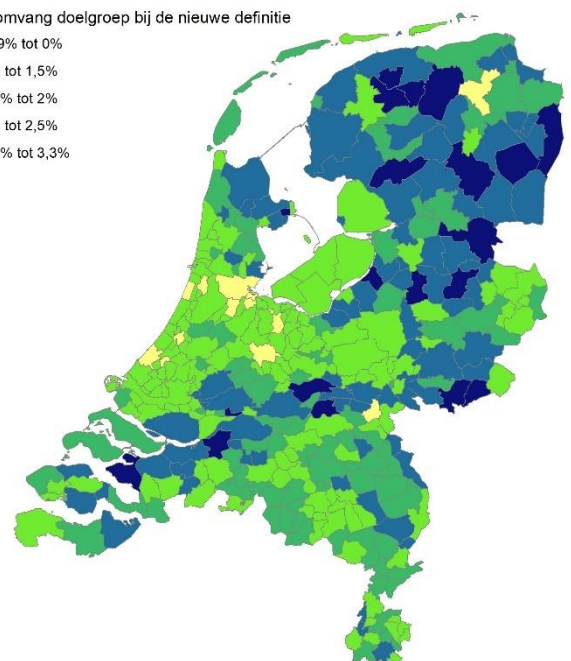 omvang doelgroep bij de nieuwe definitie
9% tot 0%
tot 1,5%
% tot 2%
tot 2,5%
% tot 3,3%